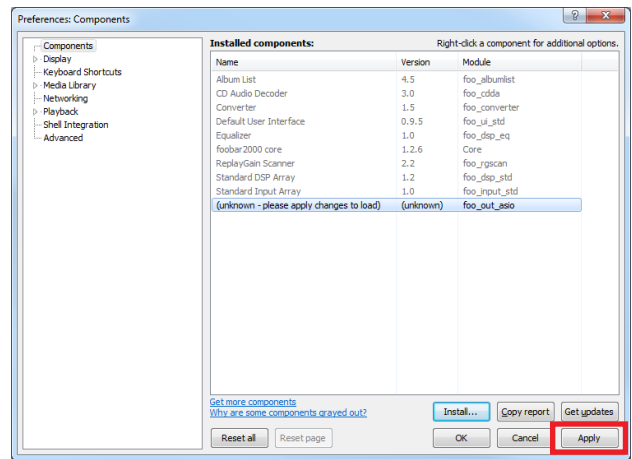 Preferences: Components
Components
Display
Keyboard Shortcuts
Media Library
Networking
Playback
Shell Integration
Advanced
Installed components: Right-click a component for additional options.
Name Version Module
Album List 4.5 foo_albumlist
CD Audio Decoder 3.0 foo_cdda
Converter 1.5 foo_converter
Default User Interface 0.9.5 foo_ui_std
Equalizer 1.0 foo_dsp_eq
foobar2000 core 1.2.6 Core
ReplayGain Scanner 2.2 foo_rgscan
Standard DSP Array 1.2 foo_dsp_std
Standard Input Array 1.0 foo_input_std
(unknown - please apply changes to load) (unknown) foo_out_asio
Get more components
Why are some components grayed out?
Install... Copy report Get updates
Reset all Reset page OK Cancel Apply